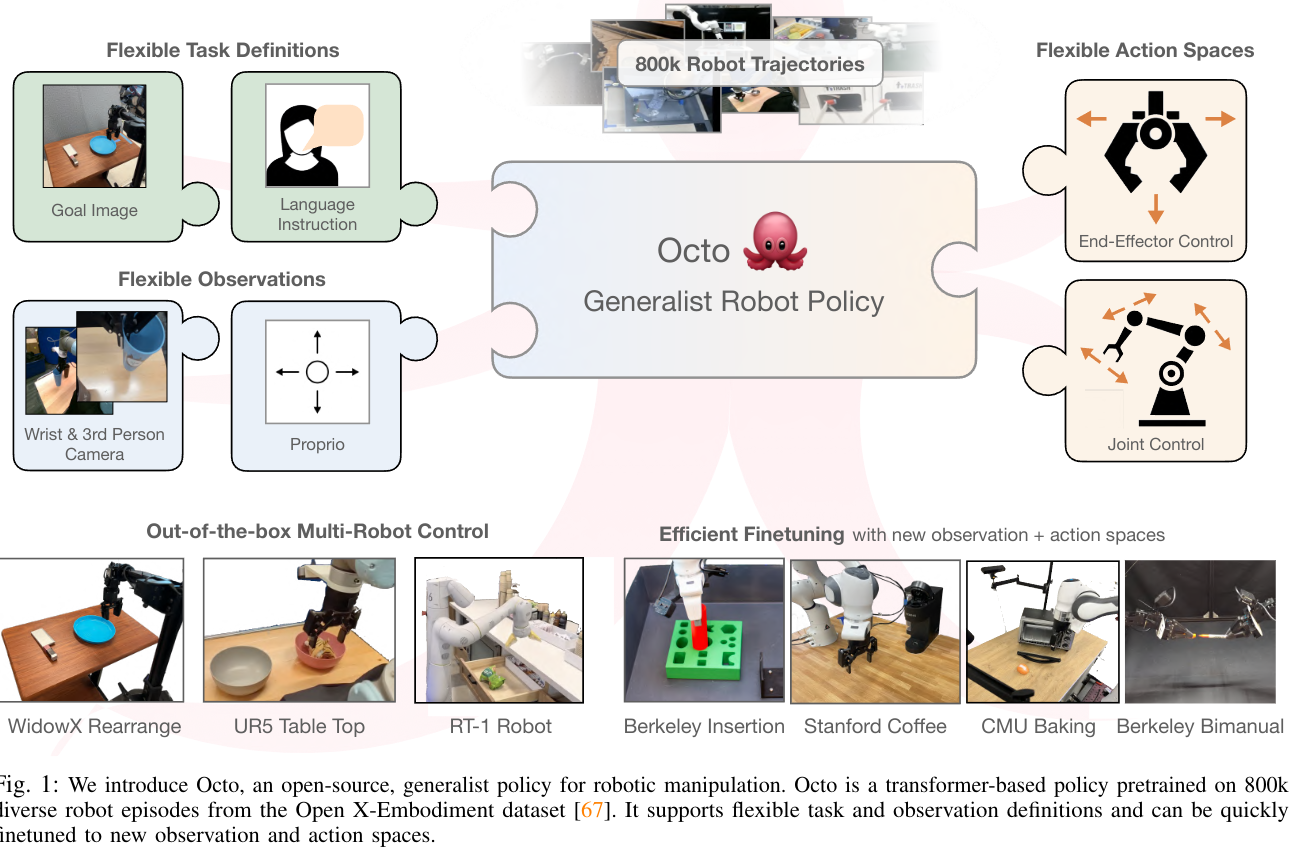 Flexible Task Definitions
Goal Image
Language
Instruction
Flexible Observations
Wrist & 3rd Person
Camera
Proprio
800k Robot Trajectories
Octo
Generalist Robot Policy
Flexible Action Spaces
End-Effector Control
Joint Control
Out-of-the-box Multi-Robot Control
WidowX Rearrange
UR5 Table Top
RT-1 Robot
Efficient Finetuning with new observation + action spaces
Berkeley Insertion
Stanford Coffee
CMU Baking
Berkeley Bimanual
Fig. 1: We introduce Octo, an open-source, generalist policy for robotic manipulation. Octo is a transformer-based policy pretrained on 800k
diverse robot episodes from the Open X-Embodiment dataset [67]. It supports flexible task and observation definitions and can be quickly
finetuned to new observation and action spaces.